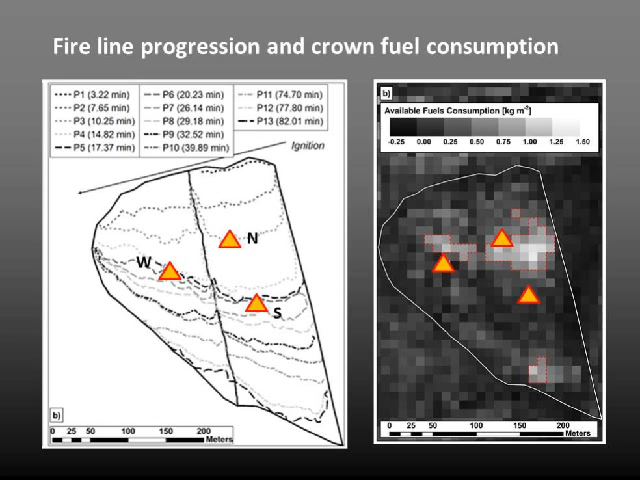 Fire line progression and crown fuel consumption
P1 (3.22 min) P6 (20.23 min) P11 (74.70 min)
P2 (7.65 min) P7 (26.14 min) P12 (77.80 min)
P3 (10.25 min) P8 (29.18 min) P13 (82.01 min)
P4 (14.82 min) P9 (32.52 min)
P5 (17.37 min) P10 (39.89 min)
Ignition
N
W
S
b)
0 25 50 100 150 200
Meters
b)
Available Fuels Consumption [kg m-2]
-0.25 0.00 0.25 0.50 0.75 1.00 1.25 1.50
0 25 50 100 150 200
Meters